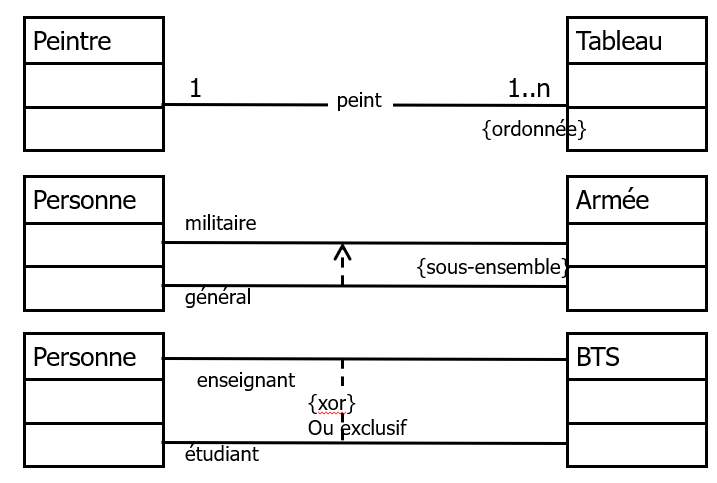 Peintre
Tableau
1
1..n
peint
{ordonnée}
Personne
Armée
militaire
{sous-ensemble}
général
Personne
BTS
enseignant
{xor}
Ou exclusif
étudiant